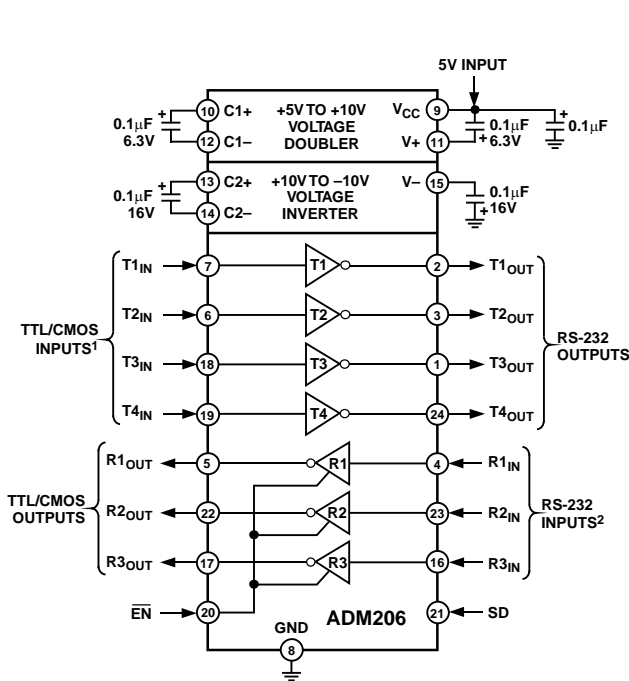 5V INPUT
10 C1+ +5V TO +10V VOLTAGE DOUBLER VCC 9
0.1µF 6.3V
12 C1– V+ 11
+ 0.1µF 6.3V
+ 0.1µF
13 C2+ +10V TO –10V VOLTAGE INVERTER V– 15
+ 0.1µF 16V
14 C2–
0.1µF + 16V
T1IN 7 T1 2 T1OUT
T2IN 6 T2 3 T2OUT
TTL/CMOS INPUTS1
RS-232 OUTPUTS
T3IN 18 T3 1 T3OUT
T4IN 19 T4 24 T4OUT
R1OUT 5 R1 4 R1IN
TTL/CMOS OUTPUTS
R2OUT 22 R2 23 R2IN
RS-232 INPUTS2
R3OUT 17 R3 16 R3IN
EN 20 ADM206 21 SD
GND
8